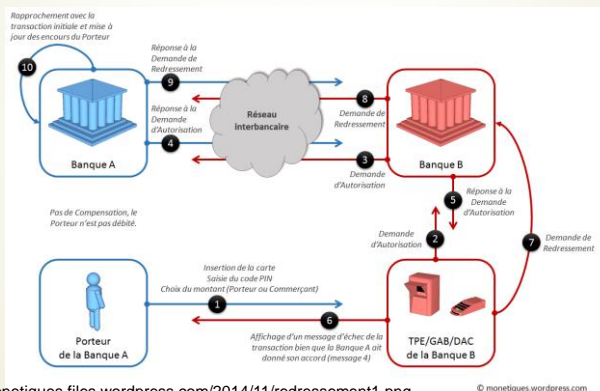 Rapprochement avec la
transaction initiale et mise à
jour des encours du Porteur
10
Réponse à la
Demande de
Redressement
9
8
Demande de
Redressement
Réseau
interbancaire
Réponse à la
Demande
d'Autorisation
4
3
Demande
d'Autorisation
Banque A
Banque B
5
Réponse à la
Demande
d'Autorisation
2
Demande
d'Autorisation
7
Demande de
Redressement
Pas de Compensation, le
Porteur n'est pas débité.
Insertion de la carte
Saisie du code PIN
Choix du montant (Porteur ou Commerçant)
1
6
Affichage d'un message d'échec de la
transaction bien que la Banque A ait
donné son accord (message 4)
Porteur
de la Banque A
TPE/GAB/DAC
de la Banque B
onetiques.files.wordpress.com/2014/11/redressement1.png
© monetiques.wordpress.com